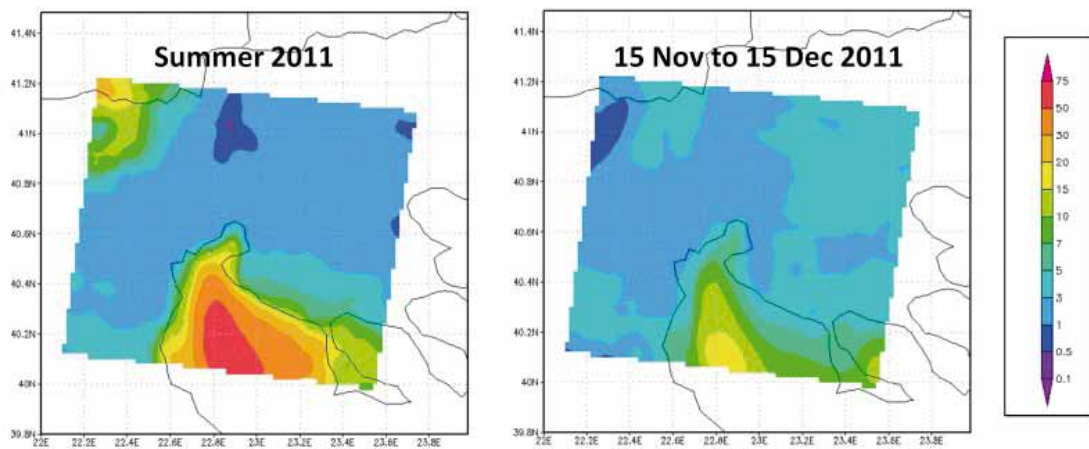 Summer 2011
41.4N
41.2N
41N
40.8N
40.6N
40.4N
40.2N
40N
39.8N
22E 22.2E 22.4E 22.6E 22.8E 23E 23.2E 23.4E 23.6E 23.8E
15 Nov to 15 Dec 2011
41.4N
41.2N
41N
40.8N
40.6N
40.4N
40.2N
40N
39.8N
22E 22.2E 22.4E 22.6E 22.8E 23E 23.2E 23.4E 23.6E 23.8E
75
50
30
20
15
10
7
5
3
1
0.5
0.1